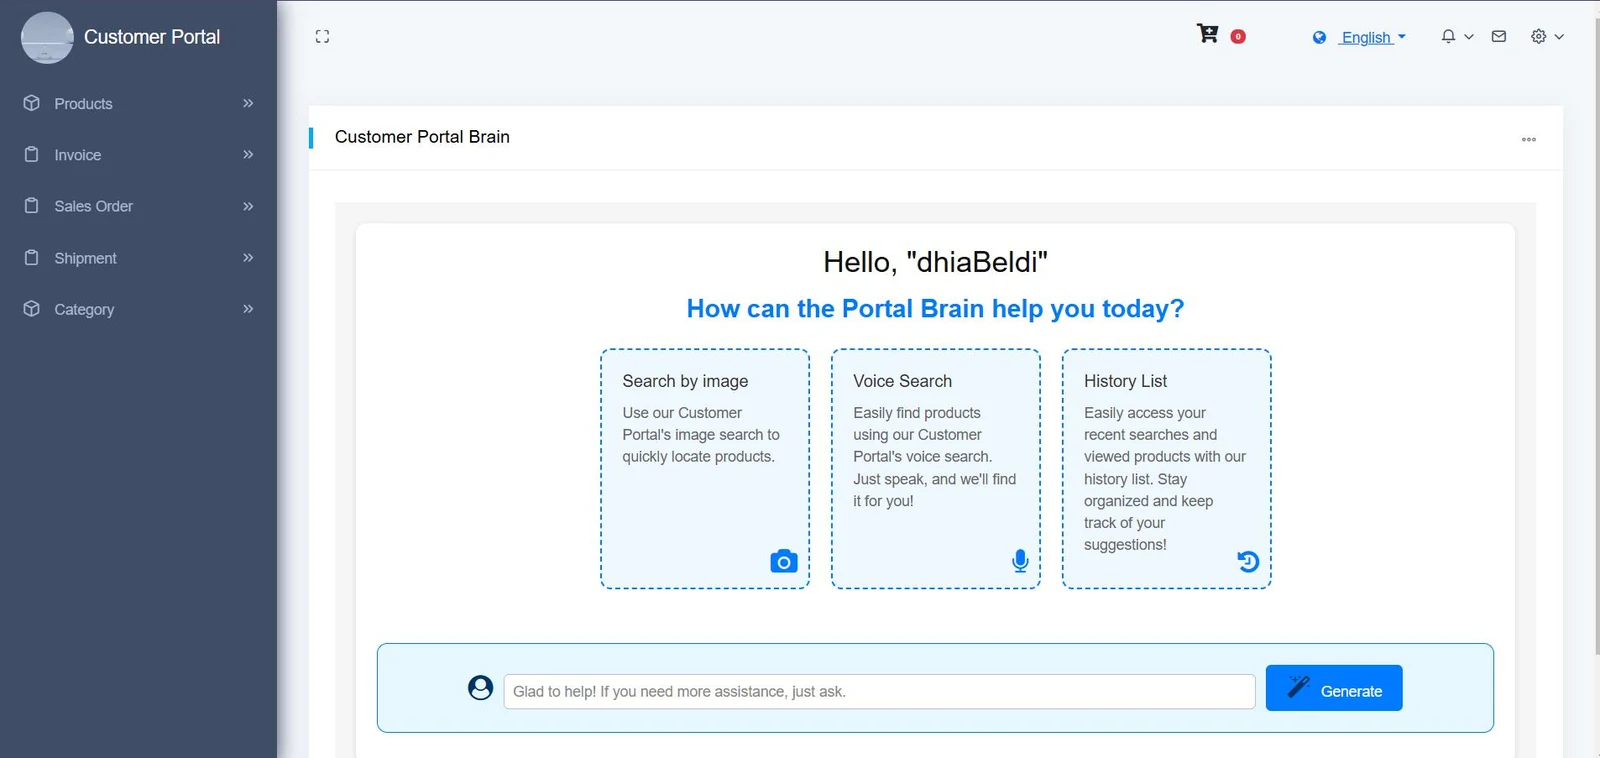 Customer Portal
Products
Invoice
Sales Order
Shipment
Category
0
English
Customer Portal Brain
Hello, "dhiaBeldi"
How can the Portal Brain help you today?
Search by image
Use our Customer
Portal's image search to
quickly locate products.
Voice Search
Easily find products
using our Customer
Portal's voice search.
Just speak, and we'll find
it for you!
History List
Easily access your
recent searches and
viewed products with our
history list. Stay
organized and keep
track of your
suggestions!
Glad to help! If you need more assistance, just ask.
Generate